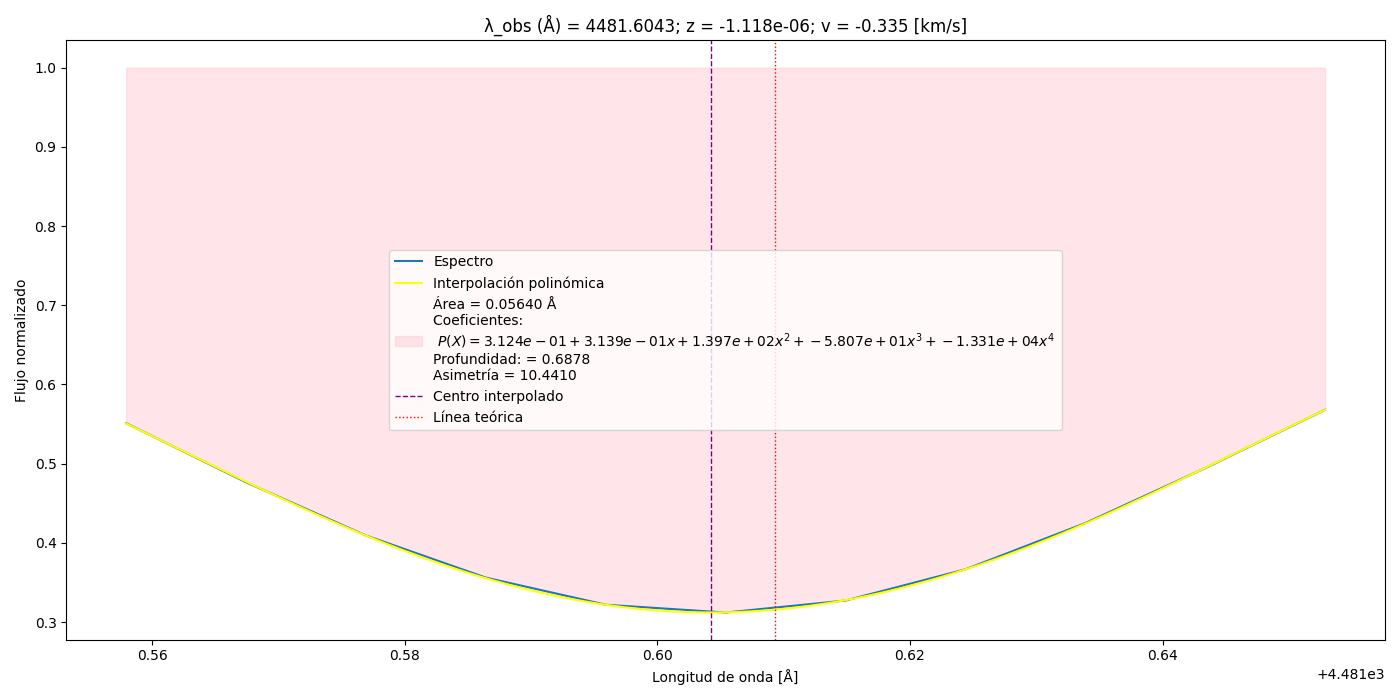 λ_obs (Å) = 4481.6043; z = -1.118e-06; v = -0.335 [km/s]
Flujo normalizado
1.0
0.9
0.8
0.7
0.6
0.5
0.4
0.3
Espectro
Interpolación polinómica
Área = 0.05640 Å
Coeficientes:
P(X) = 3.124e − 01 + 3.139e − 01x + 1.397e + 02x² + −5.807e + 01x³ + −1.331e + 04x⁴
Profundidad: = 0.6878
Asimetría = 10.4410
Centro interpolado
Línea teórica
0.56 0.58 0.60 0.62 0.64
+4.481e3
Longitud de onda [Å]